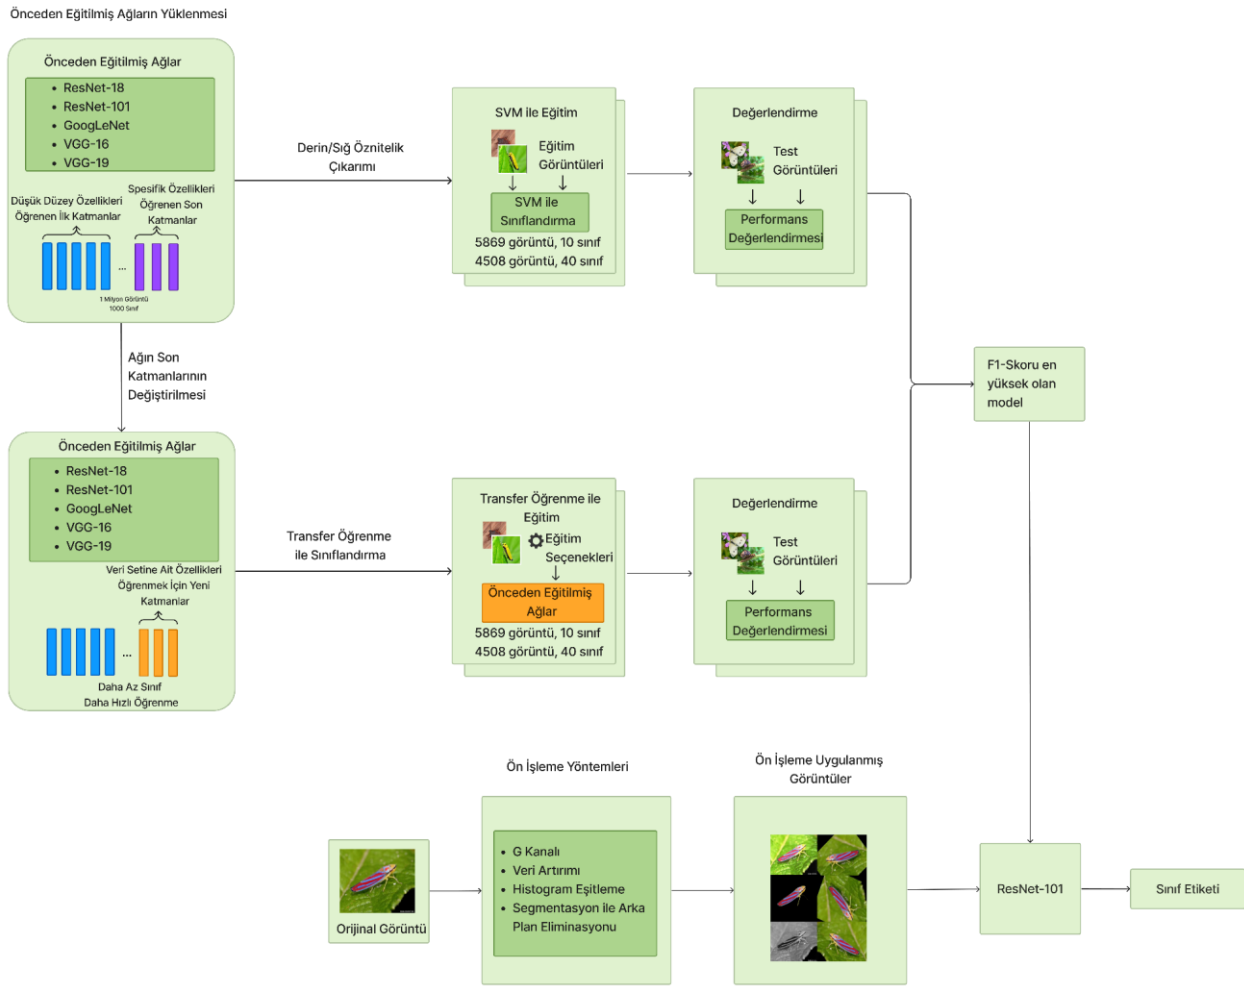 Önceden Eğitilmiş Ağların Yüklenmesi
Önceden Eğitilmiş Ağlar
• ResNet-18
• ResNet-101
• GoogLeNet
• VGG-16
• VGG-19
Düşük Düzey Özellikleri
Öğrenen İlk Katmanlar
Spesifik Özellikleri
Öğrenen Son
Katmanlar
...
1 Milyon Görüntü
1000 Sınıf
Derin/Sığ Öznitelik
Çıkarımı
SVM ile Eğitim
Eğitim
Görüntüleri
SVM ile
Sınıflandırma
5869 görüntü, 10 sınıf
4508 görüntü, 40 sınıf
Değerlendirme
Test
Görüntüleri
Performans
Değerlendirmesi
Ağın Son
Katmanlarının
Değiştirilmesi
F1-Skoru en
yüksek olan
model
Önceden Eğitilmiş Ağlar
• ResNet-18
• ResNet-101
• GoogLeNet
• VGG-16
• VGG-19
Veri Setine Ait Özellikleri
Öğrenmek İçin Yeni
Katmanlar
...
Daha Az Sınıf
Daha Hızlı Öğrenme
Transfer Öğrenme
ile Sınıflandırma
Transfer Öğrenme ile
Eğitim
Eğitim
Seçenekleri
Önceden Eğitilmiş
Ağlar
5869 görüntü, 10 sınıf
4508 görüntü, 40 sınıf
Değerlendirme
Test
Görüntüleri
Performans
Değerlendirmesi
Ön İşleme Yöntemleri
Ön İşleme Uygulanmış
Görüntüler
Orijinal Görüntü
• G Kanalı
• Veri Artırımı
• Histogram Eşitleme
• Segmentasyon ile Arka
Plan Eliminasyonu
ResNet-101
Sınıf Etiketi